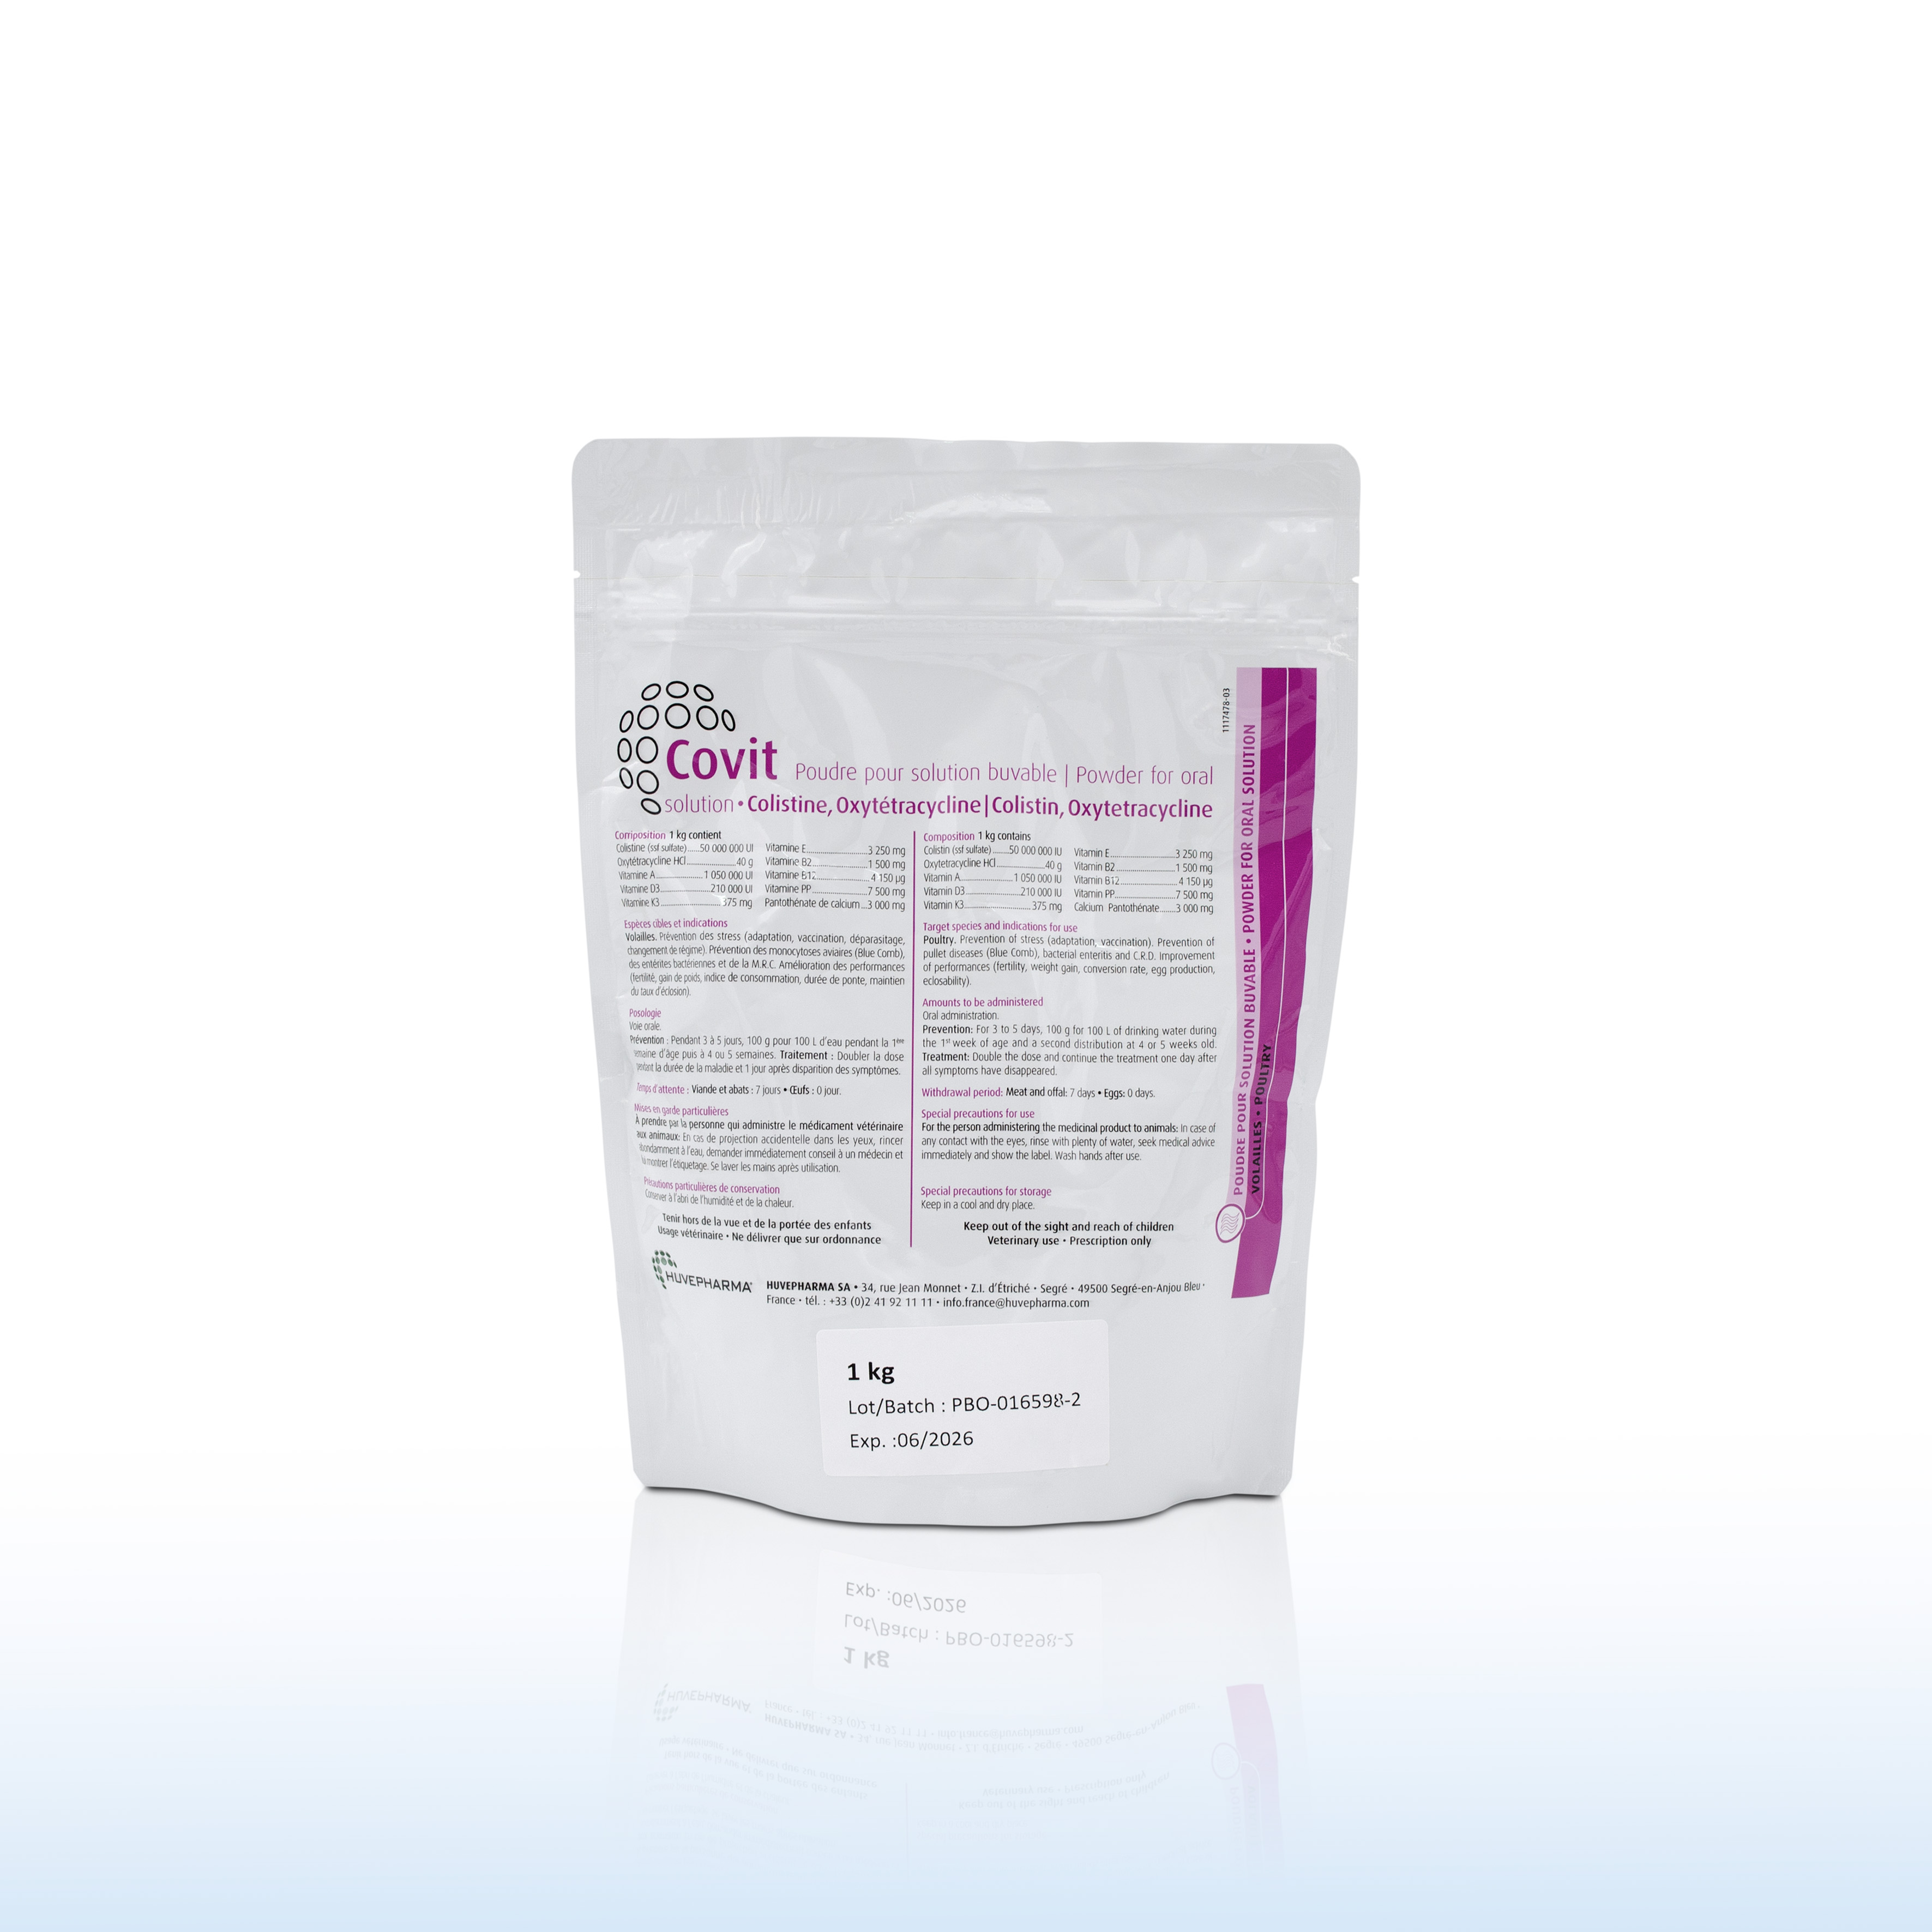 Covit Poudre pour solution buvable | Powder for oral
solution • Colistine, Oxytétracycline | Colistin, Oxytetracycline
Composition 1 kg contient
Colistine (ssf sulfate)......50 000 000 UI
Oxytétracycline HCl....................40 g
Vitamine A....................1 050 000 UI
Vitamine D3....................210 000 UI
Vitamine K3....................375 mg
Vitamine E....................3 250 mg
Vitamine B2....................1 500 mg
Vitamine B12....................4 150 µg
Vitamine PP....................7 500 mg
Pantothénate de calcium...3 000 mg
Espèces cibles et indications
Volailles. Prévention des stress (adaptation, vaccination, déparasitage,
changement de régime). Prévention des monocytoses aviaires (Blue Comb),
des entérites bactériennes et de la M.R.C. Amélioration des performances
(fertilité, gain de poids, indice de consommation, durée de ponte, maintien
du taux d'éclosion).
Posologie
Voie orale.
Prévention : Pendant 3 à 5 jours, 100 g pour 100 L d'eau pendant la 1ère
semaine d'âge puis à 4 ou 5 semaines. Traitement : Doubler la dose
pendant la durée de la maladie et 1 jour après disparition des symptômes.
Temps d'attente : Viande et abats : 7 jours • Œufs : 0 jour.
Mises en garde particulières
À prendre par la personne qui administre le médicament vétérinaire
aux animaux: En cas de projection accidentelle dans les yeux, rincer
abondamment à l'eau, demander immédiatement conseil à un médecin et
lui montrer l'étiquetage. Se laver les mains après utilisation.
Précautions particulières de conservation
Conserver à l'abri de l'humidité et de la chaleur.
Tenir hors de la vue et de la portée des enfants
Usage vétérinaire • Ne délivrer que sur ordonnance
Composition 1 kg contains
Colistin (ssf sulfate)......50 000 000 IU
Oxytetracycline HCl....................40 g
Vitamin A....................1 050 000 IU
Vitamin D3....................210 000 IU
Vitamin K3....................375 mg
Vitamin E....................3 250 mg
Vitamin B2....................1 500 mg
Vitamin B12....................4 150 µg
Vitamin PP....................7 500 mg
Calcium Pantothénate.......3 000 mg
Target species and indications for use
Poultry. Prevention of stress (adaptation, vaccination). Prevention of
pullet diseases (Blue Comb), bacterial enteritis and C.R.D. Improvement
of performances (fertility, weight gain, conversion rate, egg production,
eclosability).
Amounts to be administered
Oral administration.
Prevention: For 3 to 5 days, 100 g for 100 L of drinking water during
the 1st week of age and a second distribution at 4 or 5 weeks old.
Treatment: Double the dose and continue the treatment one day after
all symptoms have disappeared.
Withdrawal period: Meat and offal: 7 days • Eggs: 0 days.
Special precautions for use
For the person administering the medicinal product to animals: In case of
any contact with the eyes, rinse with plenty of water, seek medical advice
immediately and show the label. Wash hands after use.
Special precautions for storage
Keep in a cool and dry place.
Keep out of the sight and reach of children
Veterinary use • Prescription only
1117478-03
POUDRE POUR SOLUTION BUVABLE • POWDER FOR ORAL SOLUTION
VOLAILLES • POULTRY
HUVEPHARMA
HUVEPHARMA SA • 34, rue Jean Monnet • Z.I. d'Étriché • Segré • 49500 Segré-en-Anjou Bleu •
France • tél. : +33 (0)2 41 92 11 11 • info.france@huvepharma.com
1 kg
Lot/Batch : PBO-016598-2
Exp. :06/2026